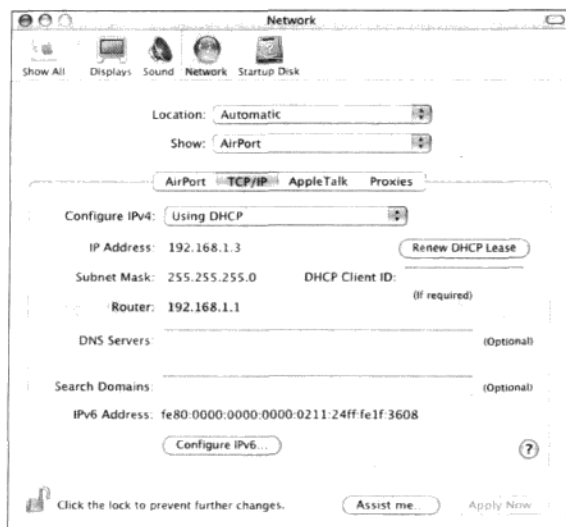 Network
Show All Displays Sound Network Startup Disk
Location: Automatic
Show: AirPort
AirPort TCP/IP AppleTalk Proxies
Configure IPv4: Using DHCP
IP Address: 192.168.1.3 Renew DHCP Lease
Subnet Mask: 255.255.255.0 DHCP Client ID:
(If required)
Router: 192.168.1.1
DNS Servers: (Optional)
Search Domains: (Optional)
IPv6 Address: fe80:0000:0000:0000:0211:24ff:fe1f:3608
Configure IPv6... ?
Click the lock to prevent further changes. Assist me... Apply Now